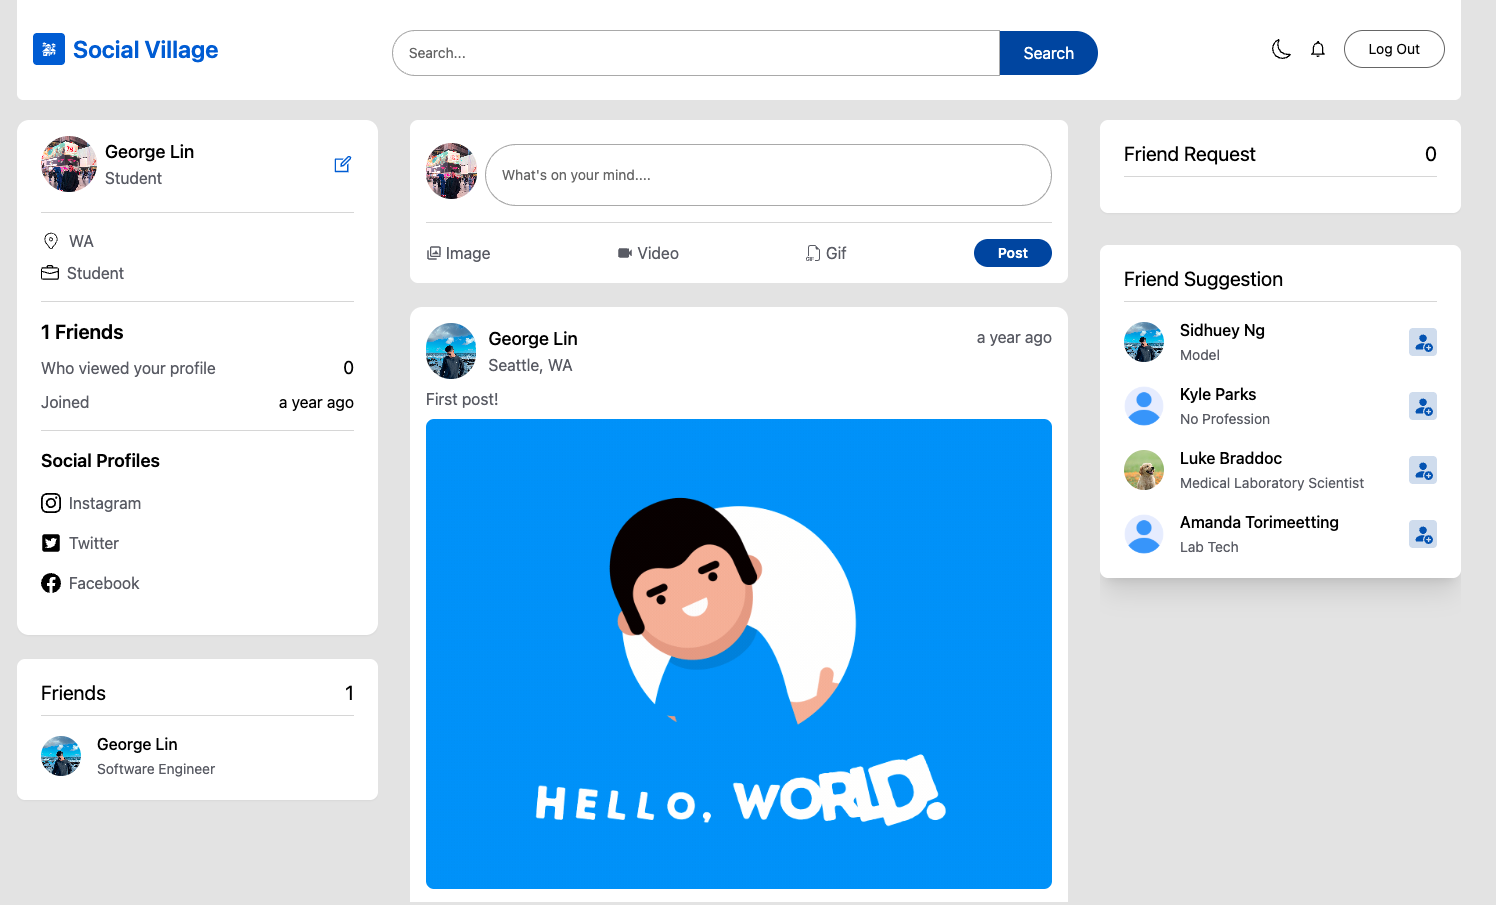 Social Village
Search...
Search
Log Out
George Lin
Student
WA
Student
1 Friends
Who viewed your profile 0
Joined a year ago
Social Profiles
Instagram
Twitter
Facebook
Friends 1
George Lin
Software Engineer
What's on your mind....
Image Video Gif Post
George Lin a year ago
Seattle, WA
First post!
HELLO, WORLD!
Friend Request 0
Friend Suggestion
Sidhuey Ng
Model
Kyle Parks
No Profession
Luke Braddoc
Medical Laboratory Scientist
Amanda Torimeetting
Lab Tech